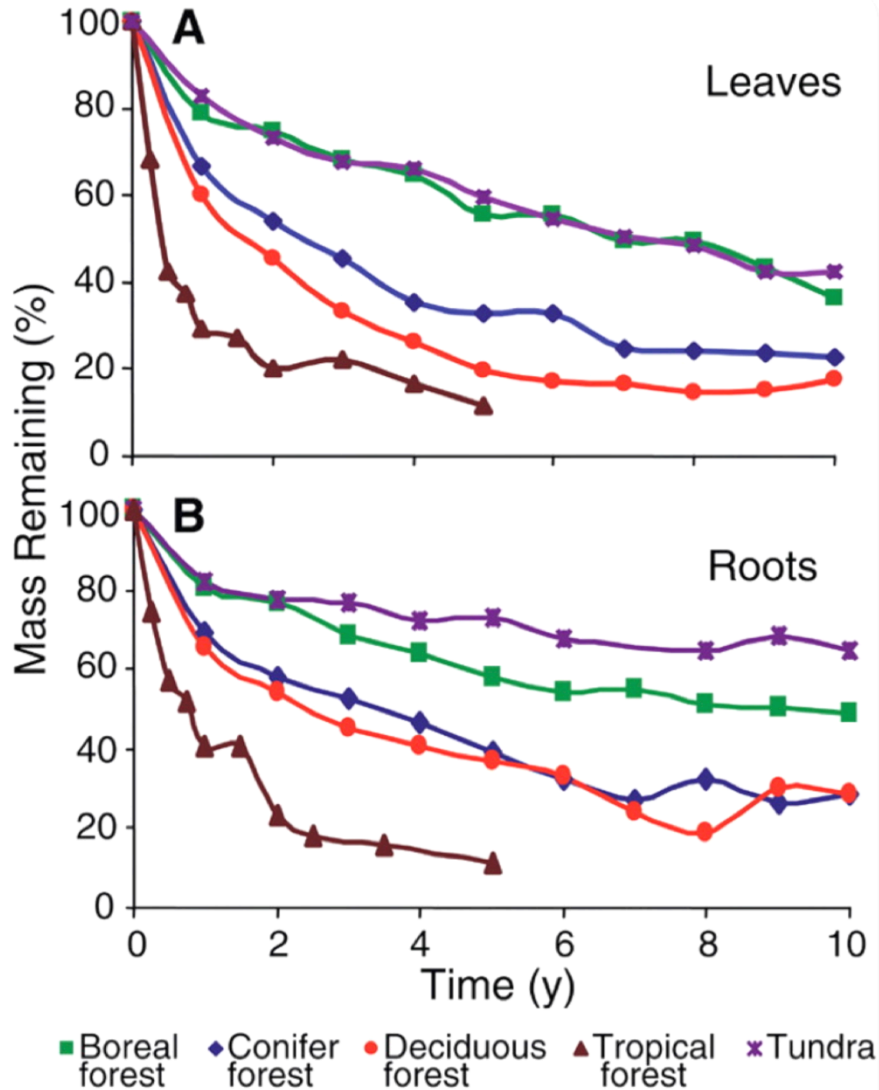 A
Leaves
100
80
60
40
20
0
Mass Remaining (%)
B
Roots
100
80
60
40
20
0
0 2 4 6 8 10
Time (y)
Boreal forest
Conifer forest
Deciduous forest
Tropical forest
Tundra